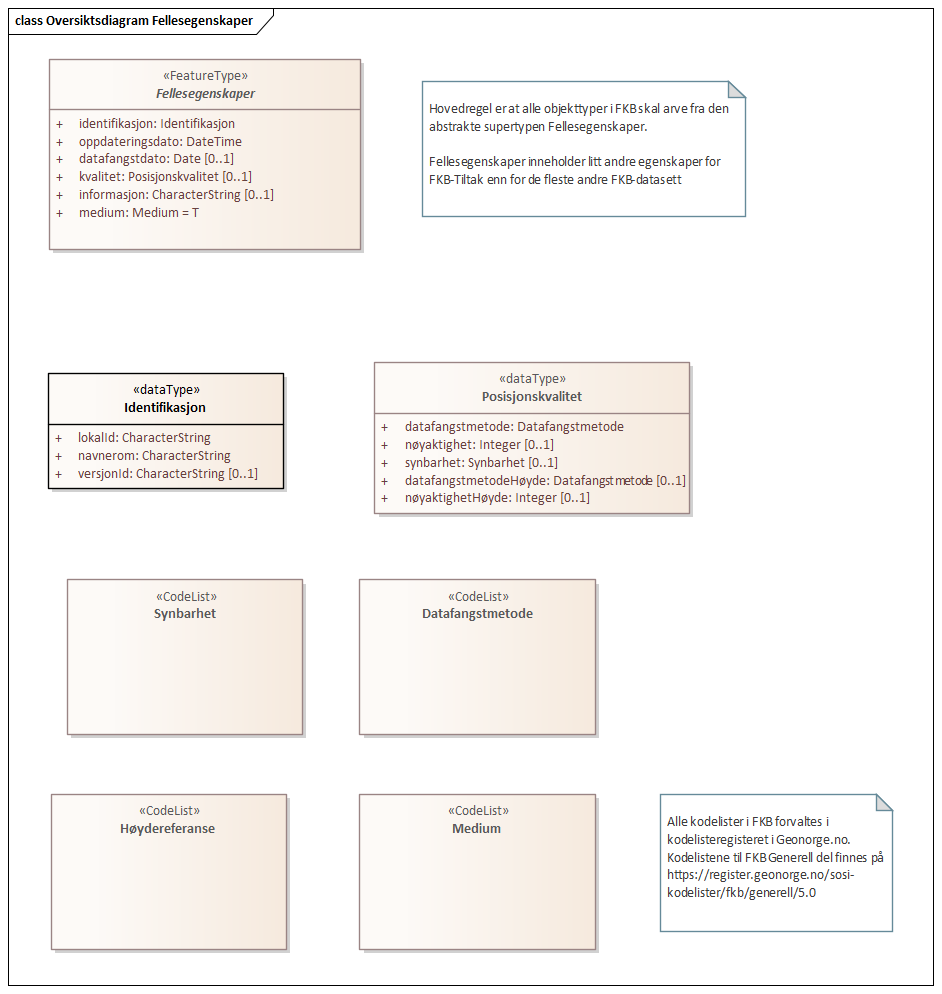 class Oversiktsdiagram Fellesegenskaper
«FeatureType»
Fellesegenskaper
+ identifikasjon: Identifikasjon
+ oppdateringsdato: DateTime
+ datafangstdato: Date [0..1]
+ kvalitet: Posisjonskvalitet [0..1]
+ informasjon: CharacterString [0..1]
+ medium: Medium = T
Hovedregel er at alle objekttyper i FKB skal arve fra den
abstrakte supertypen Fellesegenskaper.
Fellesegenskaper inneholder litt andre egenskaper for
FKB-Tiltak enn for de fleste andre FKB-datasett
«dataType»
Identifikasjon
+ lokalId: CharacterString
+ navnerom: CharacterString
+ versjonId: CharacterString [0..1]
«dataType»
Posisjonskvalitet
+ datafangstmetode: Datafangstmetode
+ nøyaktighet: Integer [0..1]
+ synbarhet: Synbarhet [0..1]
+ datafangstmetodeHøyde: Datafangstmetode [0..1]
+ nøyaktighetHøyde: Integer [0..1]
«CodeList»
Synbarhet
«CodeList»
Datafangstmetode
«CodeList»
Høydereferanse
«CodeList»
Medium
Alle kodelister i FKB forvaltes i
kodelisteregisteret i Geonorge.no.
Kodelistene til FKB Generell del finnes på
https://register.geonorge.no/sosi-
kodelister/fkb/generell/5.0